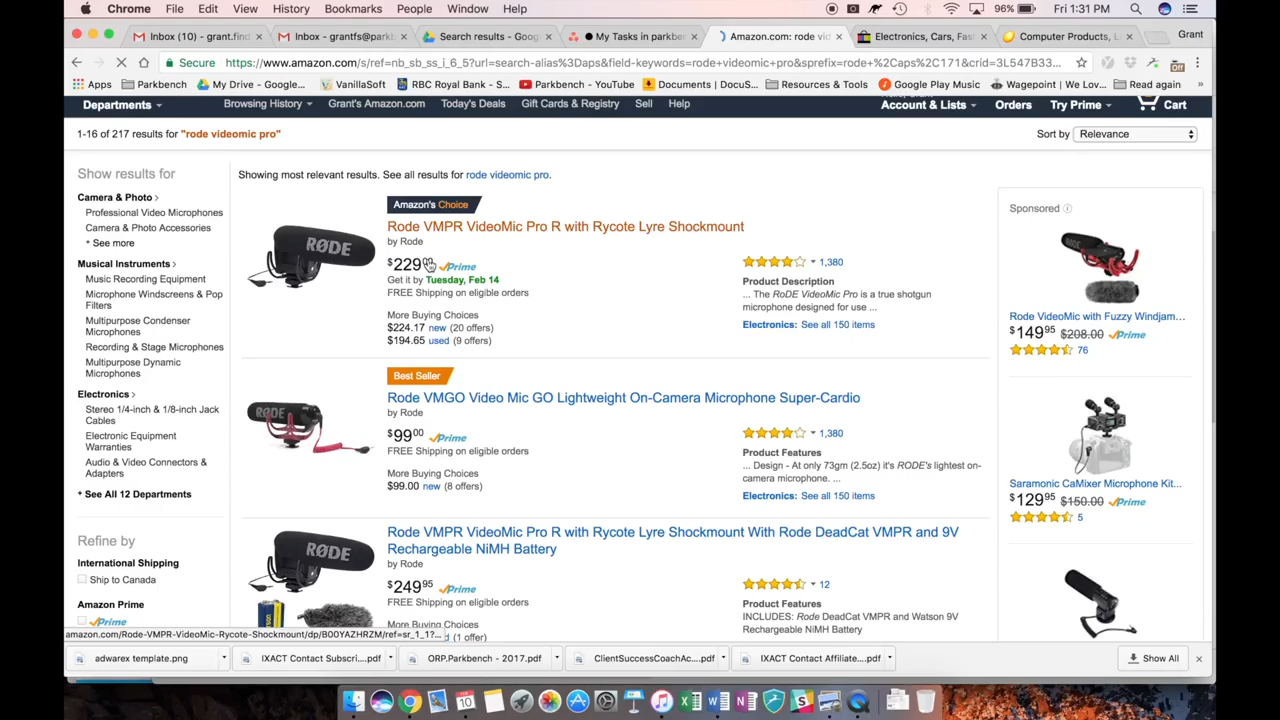 Chrome File Edit View History Bookmarks People Window Help 96% Fri 1:31 PM
Inbox (10) - grant.find Inbox - grantfs@parkb Search results - Goog My Tasks in parkben Amazon.com: rode vid Electronics, Cars, Fas Computer Products, L Grant
Secure https://www.amazon.com/s/ref=nb_sb_ss_i_6_5?url=search-alias%3Daps&field-keywords=rode+videomic+pro&sprefix=rode+%2Caps%2C171&crid=3L547B33... Off
Apps Parkbench My Drive - Google... VanillaSoft RBC Royal Bank - S... Parkbench - YouTube Documents | DocuS... Resources & Tools Google Play Music Wagepoint | We Lov... Read again »
Departments Browsing History Grant's Amazon.com Today's Deals Gift Cards & Registry Sell Help Account & Lists Orders Try Prime Cart
1-16 of 217 results for "rode videomic pro" Sort by Relevance
Show results for
Camera & Photo
Professional Video Microphones
Camera & Photo Accessories
+ See more
Musical Instruments
Music Recording Equipment
Microphone Windscreens & Pop
Filters
Multipurpose Condenser
Microphones
Recording & Stage Microphones
Multipurpose Dynamic
Microphones
Electronics
Stereo 1/4-inch & 1/8-inch Jack
Cables
Electronic Equipment
Warranties
Audio & Video Connectors &
Adapters
+ See All 12 Departments
Refine by
International Shipping
Ship to Canada
Amazon Prime
Prime
Showing most relevant results. See all results for rode videomic pro.
Amazon's Choice
RØDE
Rode VMPR VideoMic Pro R with Rycote Lyre Shockmount
by Rode
$229 00 Prime
Get it by Tuesday, Feb 14
FREE Shipping on eligible orders
More Buying Choices
$224.17 new (20 offers)
$194.65 used (9 offers)
1,380
Product Description
... The RoDE VideoMic Pro is a true shotgun
microphone designed for use ...
Electronics: See all 150 items
Best Seller
RØDE
Rode VMGO Video Mic GO Lightweight On-Camera Microphone Super-Cardio
by Rode
$99 00 Prime
FREE Shipping on eligible orders
More Buying Choices
$99.00 new (8 offers)
1,380
Product Features
... Design - At only 73gm (2.5oz) it's RODE's lightest on-
camera microphone. ...
Electronics: See all 150 items
RØDE
Rode VMPR VideoMic Pro R with Rycote Lyre Shockmount With Rode DeadCat VMPR and 9V
Rechargeable NiMH Battery
by Rode
$249 95 Prime
FREE Shipping on eligible orders
More Buying Choices
(1 offer)
12
Product Features
INCLUDES: Rode DeadCat VMPR and Watson 9V
Rechargeable NiMH Battery
Sponsored
Rode VideoMic with Fuzzy Windjam...
$149 95 $208.00 Prime
76
Saramonic CaMixer Microphone Kit...
$129 95 $150.00 Prime
5
amazon.com/Rode-VMPR-VideoMic-Rycote-Shockmount/dp/B00YAZHRZM/ref=sr_1_1?...
adwarex template.png IXACT Contact Subscri....pdf ORP.Parkbench - 2017.pdf ClientSuccessCoachAc....pdf IXACT Contact Affiliate....pdf Show All